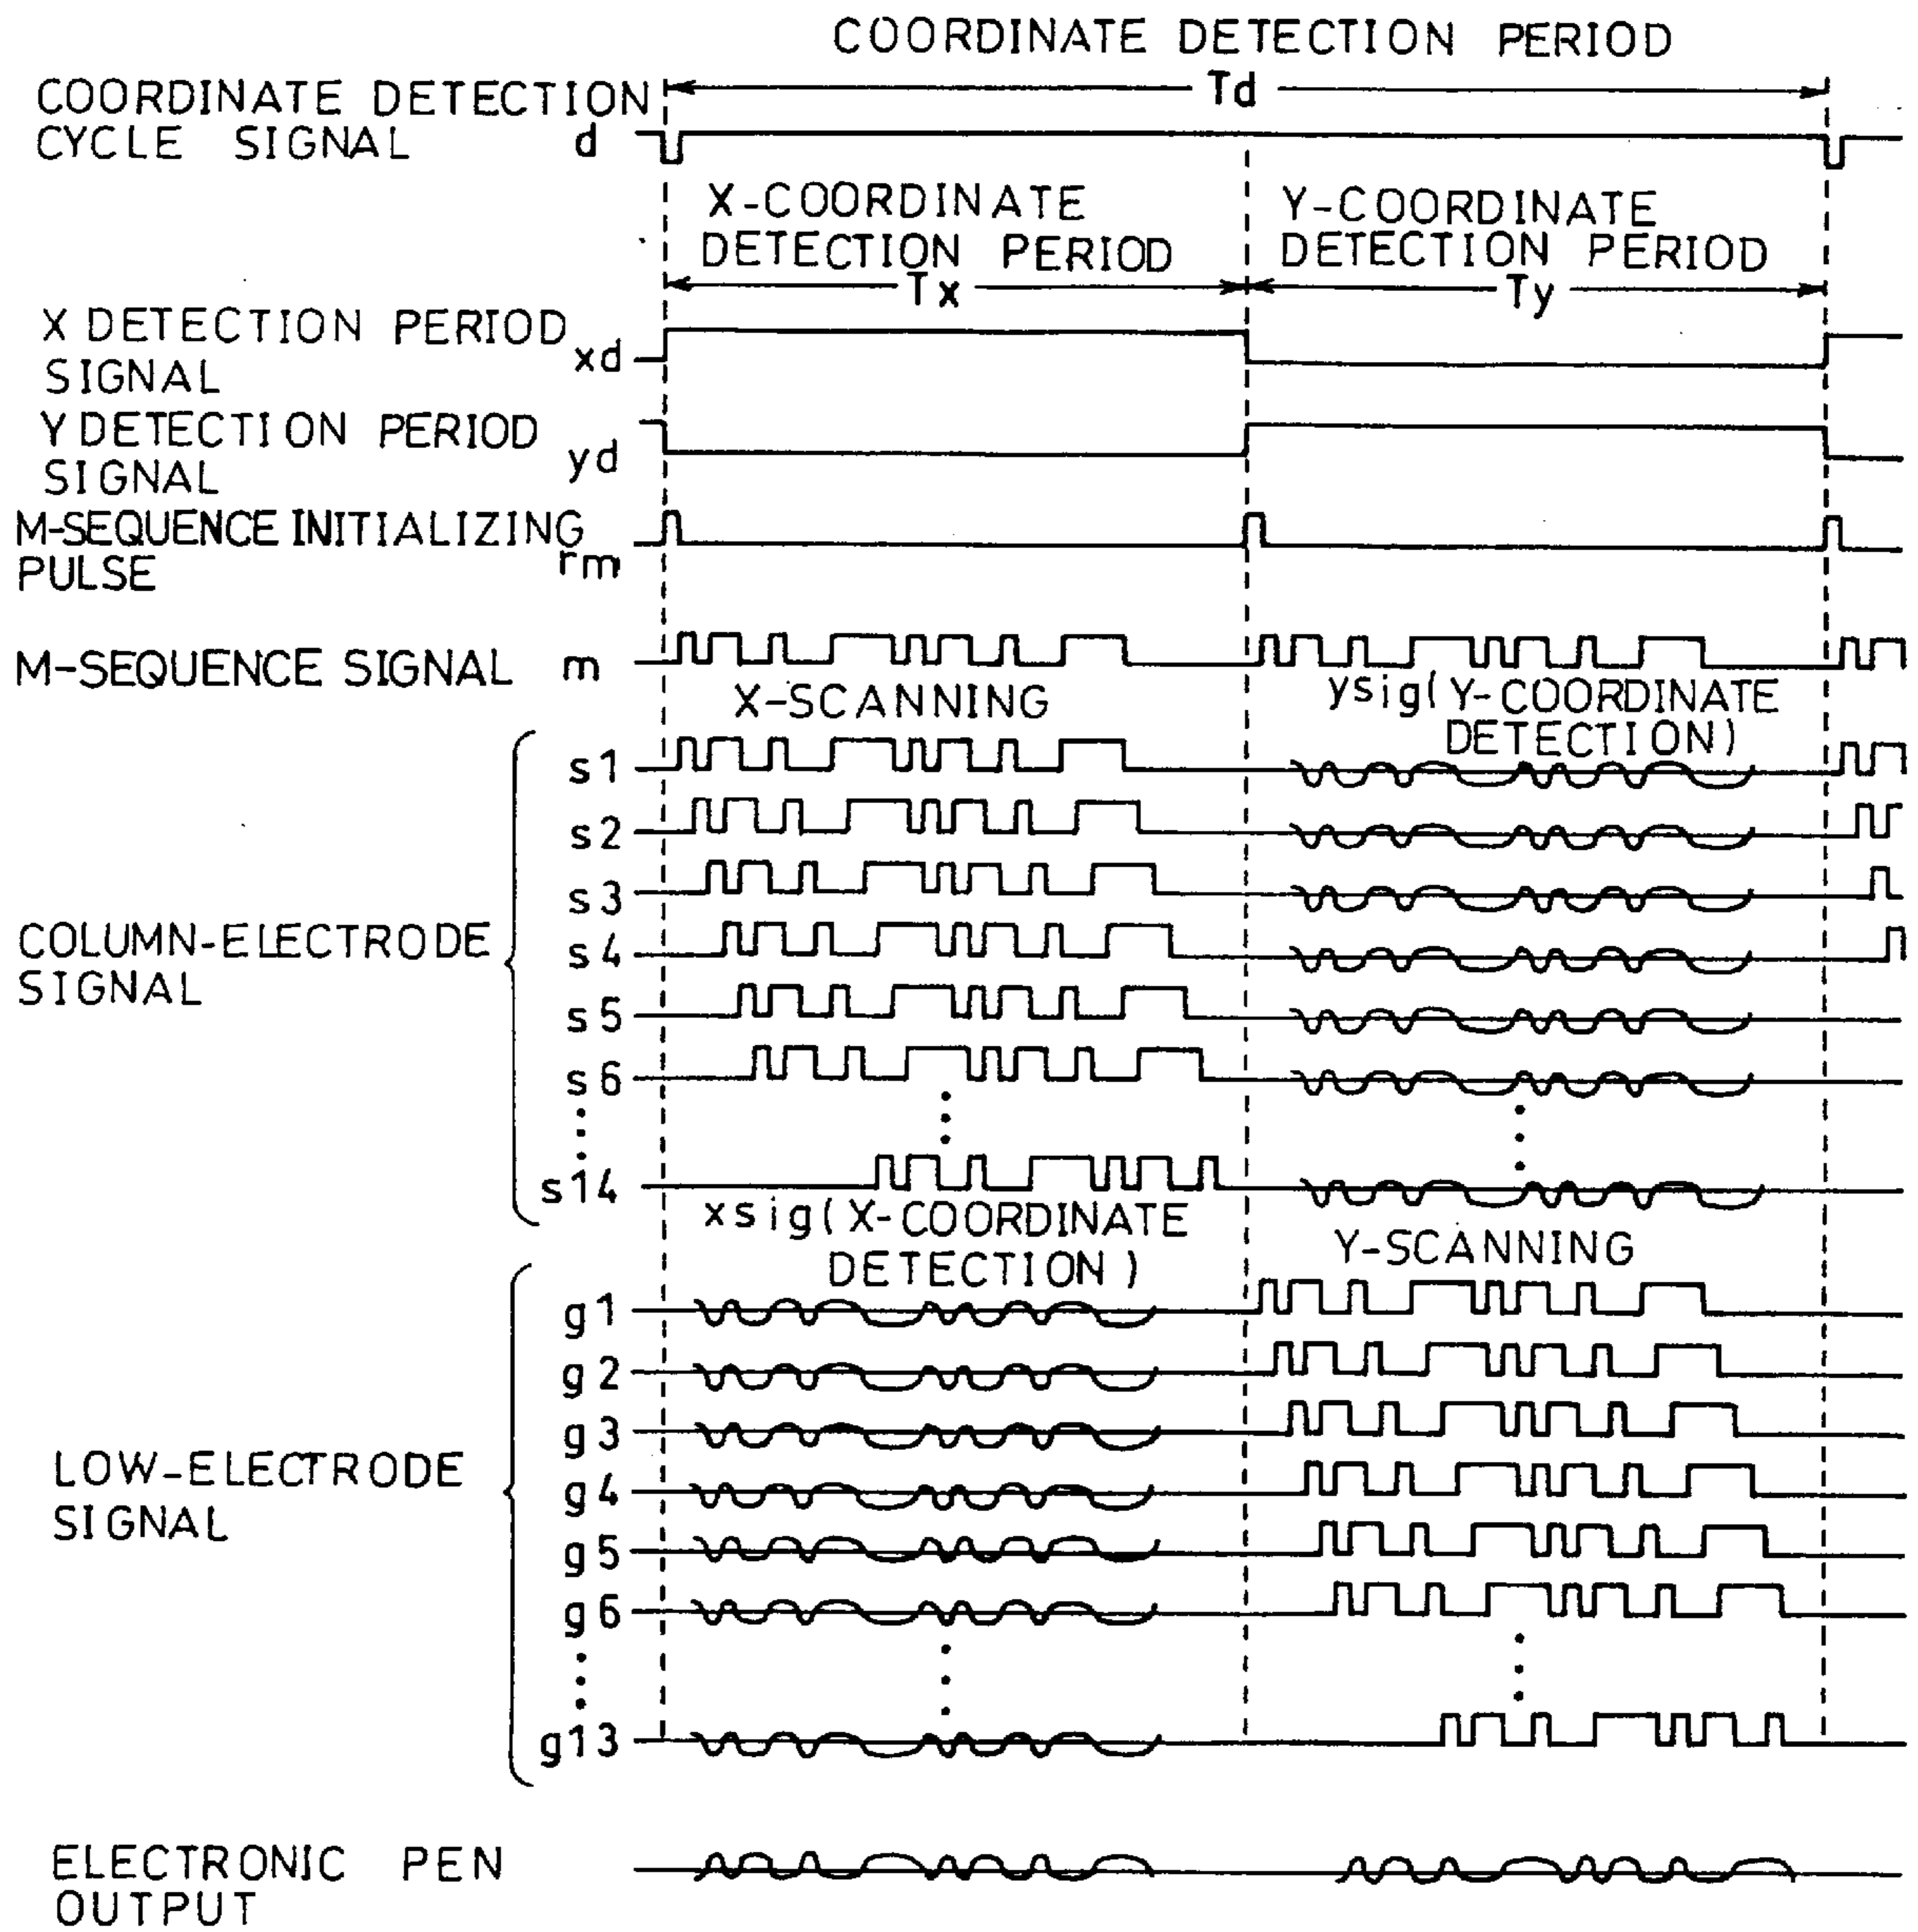 COORDINATE DETECTION PERIOD
Td
COORDINATE DETECTION
CYCLE SIGNAL d
X-COORDINATE
DETECTION PERIOD
Tx
Y-COORDINATE
DETECTION PERIOD
Ty
X DETECTION PERIOD
SIGNAL
xd
Y DETECTION PERIOD
SIGNAL
yd
M-SEQUENCE INITIALIZING
PULSE
rm
M-SEQUENCE SIGNAL m
X-SCANNING
ysig(Y-COORDINATE
DETECTION)
COLUMN-ELECTRODE
SIGNAL
s1
s2
s3
s4
s5
s6
s14
xsig(X-COORDINATE
DETECTION)
Y-SCANNING
LOW-ELECTRODE
SIGNAL
g1
g2
g3
g4
g5
g6
g13
ELECTRONIC PEN
OUTPUT